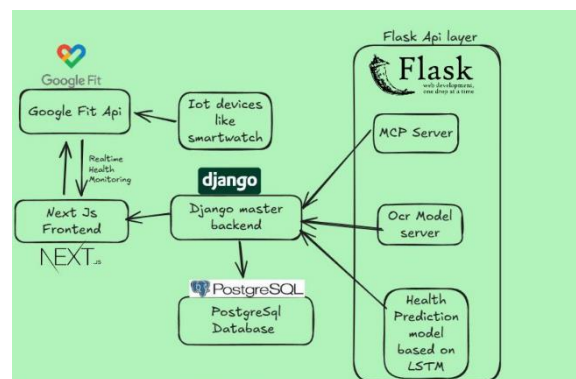 Google Fit
Google Fit Api
Iot devices
like
smartwatch
Realtime
Health
Monitoring
Next Js
Frontend
NEXT.JS
django
Django master
backend
PostgreSQL
PostgreSql
Database
Flask Api layer
Flask
web development,
one drop at a time
MCP Server
Ocr Model
server
Health
Prediction
model
based on
LSTM